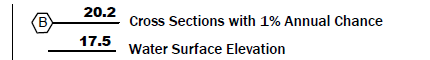 B 20.2 Cross Sections with 1% Annual Chance
17.5 Water Surface Elevation